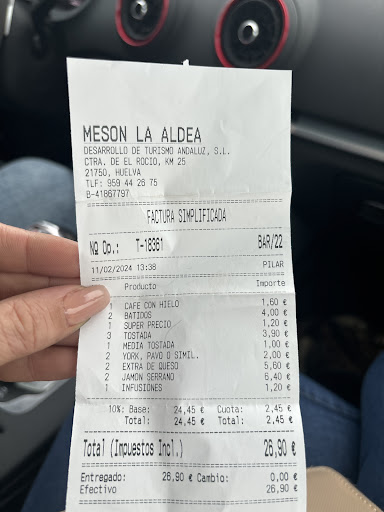 MESON LA ALDEA
DESARROLLO DE TURISMO ANDALUZ, S.L.
CTRA. DE EL ROCIO, KM 25
21750, HUELVA
TLF: 959 44 26 75
B-41867797
FACTURA SIMPLIFICADA
Nº Op.: T-18361 BAR/22
11/02/2024 13:38 PILAR
Producto Importe
1 CAFE CON HIELO 1,60 €
2 BATIDOS 4,00 €
1 SUPER PRECIO 1,20 €
3 TOSTADA 3,90 €
1 MEDIA TOSTADA 1,00 €
2 YORK, PAVO O SIMIL. 2,00 €
2 EXTRA DE QUESO 5,60 €
2 JAMON SERRANO 6,40 €
1 INFUSIONES 1,20 €
10%: Base: 24,45 € Cuota: 2,45 €
Total: 24,45 € Total: 2,45 €
Total (Impuestos Incl.) 26,90 €
Entragado: 26,90 € Cambio: 0,00 €
Efectivo 26,90 €